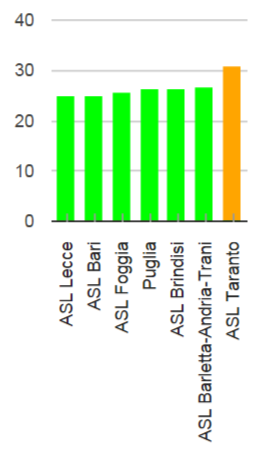 40
30
20
10
0
ASL Lecce
ASL Bari
ASL Foggia
Puglia
ASL Brindisi
ASL Barletta-Andria-Trani
ASL Taranto